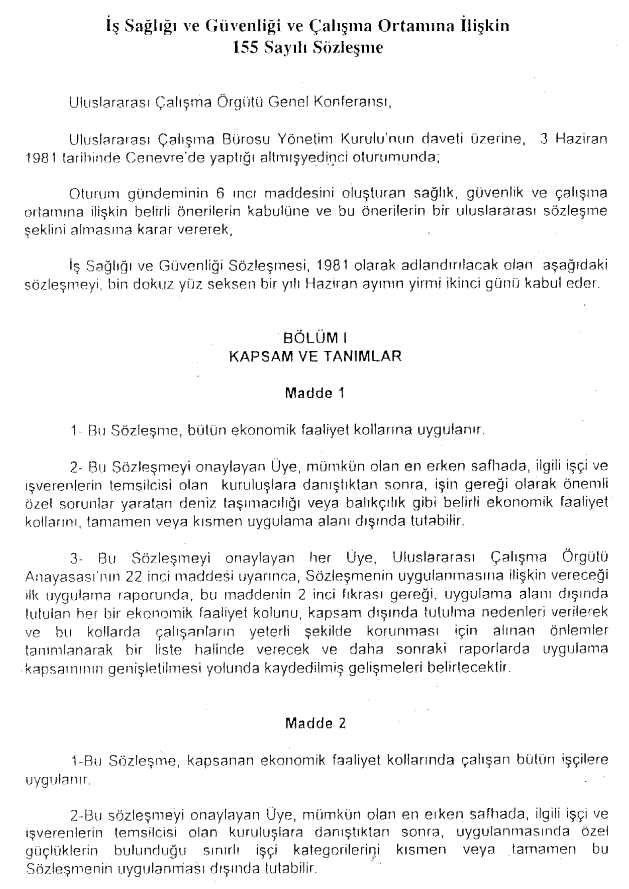 İş Sağlığı ve Güvenliği ve Çalışma Ortamına İlişkin
155 Sayılı Sözleşme
Uluslararası Çalışma Örgütü Genel Konferansı,
Uluslararası Çalışma Bürosu Yönetim Kurulu'nun daveti üzerine, 3 Haziran
1981 tarihinde Cenevre'de yaptığı altmışyedinci oturumunda;
Oturum gündeminin 6 ıncı maddesini oluşturan sağlık, güvenlik ve çalışma
ortamına ilişkin belirli önerilerin kabulüne ve bu önerilerin bir uluslararası sözleşme
şeklini almasına karar vererek,
İş Sağlığı ve Güvenliği Sözleşmesi, 1981 olarak adlandırılacak olan aşağıdaki
sözleşmeyi, bin dokuz yüz seksen bir yılı Haziran ayının yirmi ikinci günü kabul eder.
BÖLÜM I
KAPSAM VE TANIMLAR
Madde 1
1- Bu Sözleşme, bütün ekonomik faaliyet kollarına uygulanır.
2- Bu Sözleşmeyi onaylayan Üye, mümkün olan en erken safhada, ilgili işçi ve
işverenlerin temsilcisi olan kuruluşlara danıştıktan sonra, işin gereği olarak önemli
özel sorunlar yaratan deniz taşımacılığı veya balıkçılık gibi belirli ekonomik faaliyet
kollarını, tamamen veya kısmen uygulama alanı dışında tutabilir.
3- Bu Sözleşmeyi onaylayan her Üye, Uluslararası Çalışma Örgütü
Anayasası'nın 22 inci maddesi uyarınca, Sözleşmenin uygulanmasına ilişkin vereceği
ilk uygulama raporunda, bu maddenin 2 inci fıkrası gereği, uygulama alanı dışında
tutulan her bir ekonomik faaliyet kolunu, kapsam dışında tutulma nedenleri verilerek
ve bu kollarda çalışanların yeterli şekilde korunması için alınan önlemler
tanımlanarak bir liste halinde verecek ve daha sonraki raporlarda uygulama
kapsamının genişletilmesi yolunda kaydedilmiş gelişmeleri belirtecektir.
Madde 2
1-Bu Sözleşme, kapsanan ekonomik faaliyet kollarında çalışan bütün işçilere
uygulanır.
2-Bu sözleşmeyi onaylayan Üye, mümkün olan en erken safhada, ilgili işçi ve
işverenlerin temsilcisi olan kuruluşlara danıştıktan sonra, uygulanmasında özel
güçlüklerin bulunduğu sınırlı işçi kategorilerini kısmen veya tamamen bu
Sözleşmenin uygulanması dışında tutabilir.